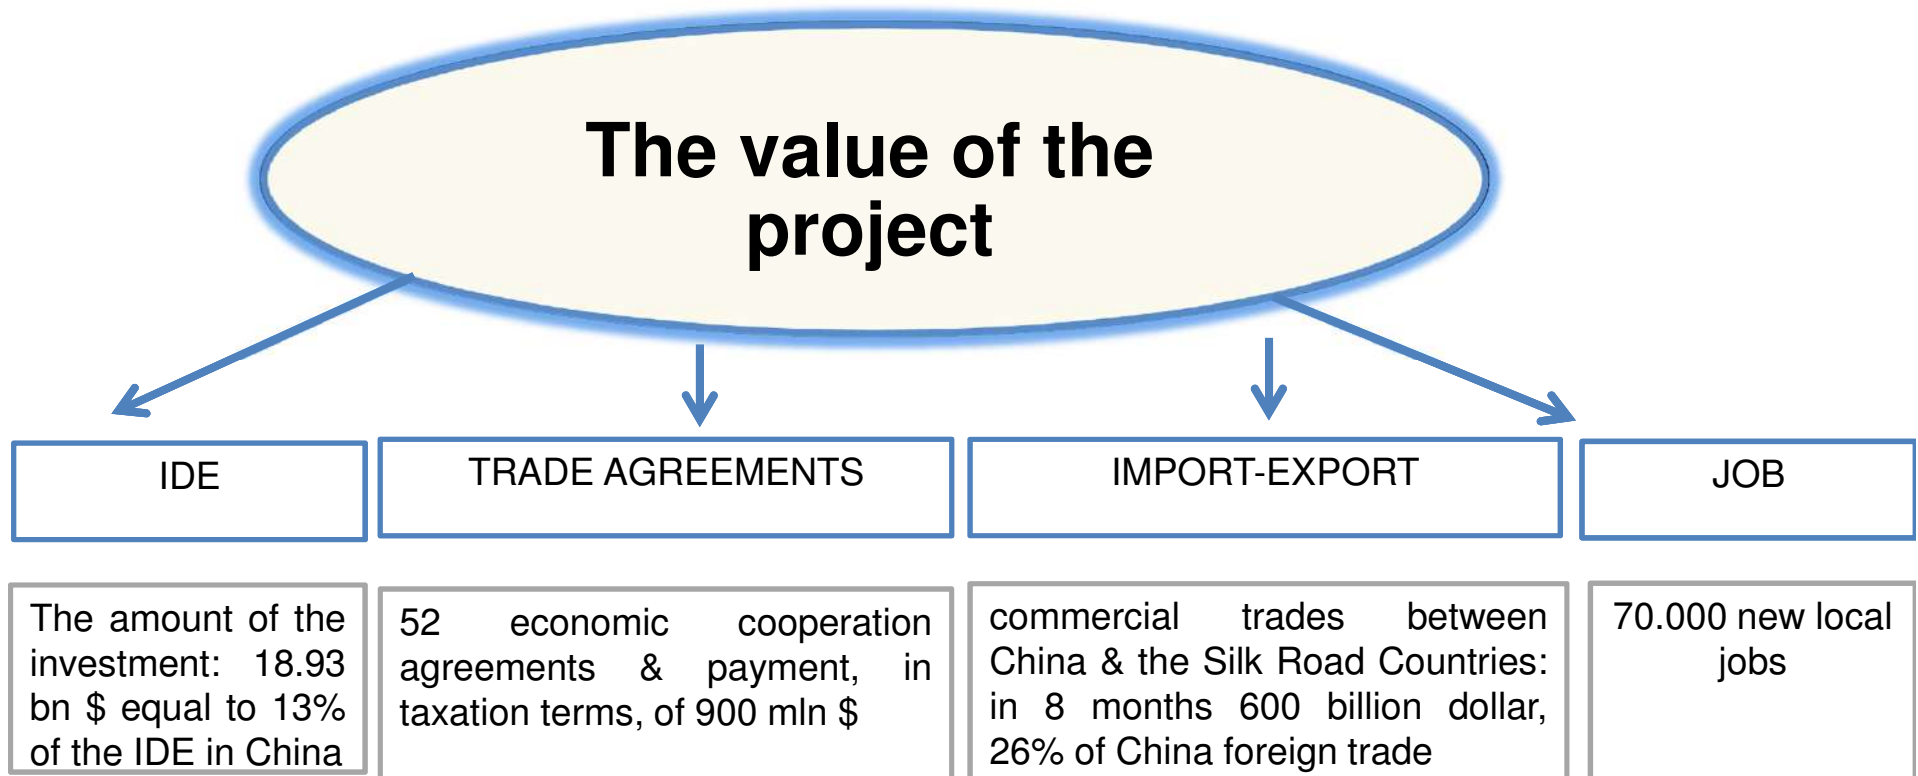 The value of the
project
IDE
TRADE AGREEMENTS
IMPORT-EXPORT
JOB
The amount of the
investment: 18.93
bn $ equal to 13%
of the IDE in China
52 economic cooperation
agreements & payment, in
taxation terms, of 900 mln $
commercial trades between
China & the Silk Road Countries:
in 8 months 600 billion dollar,
26% of China foreign trade
70.000 new local
jobs